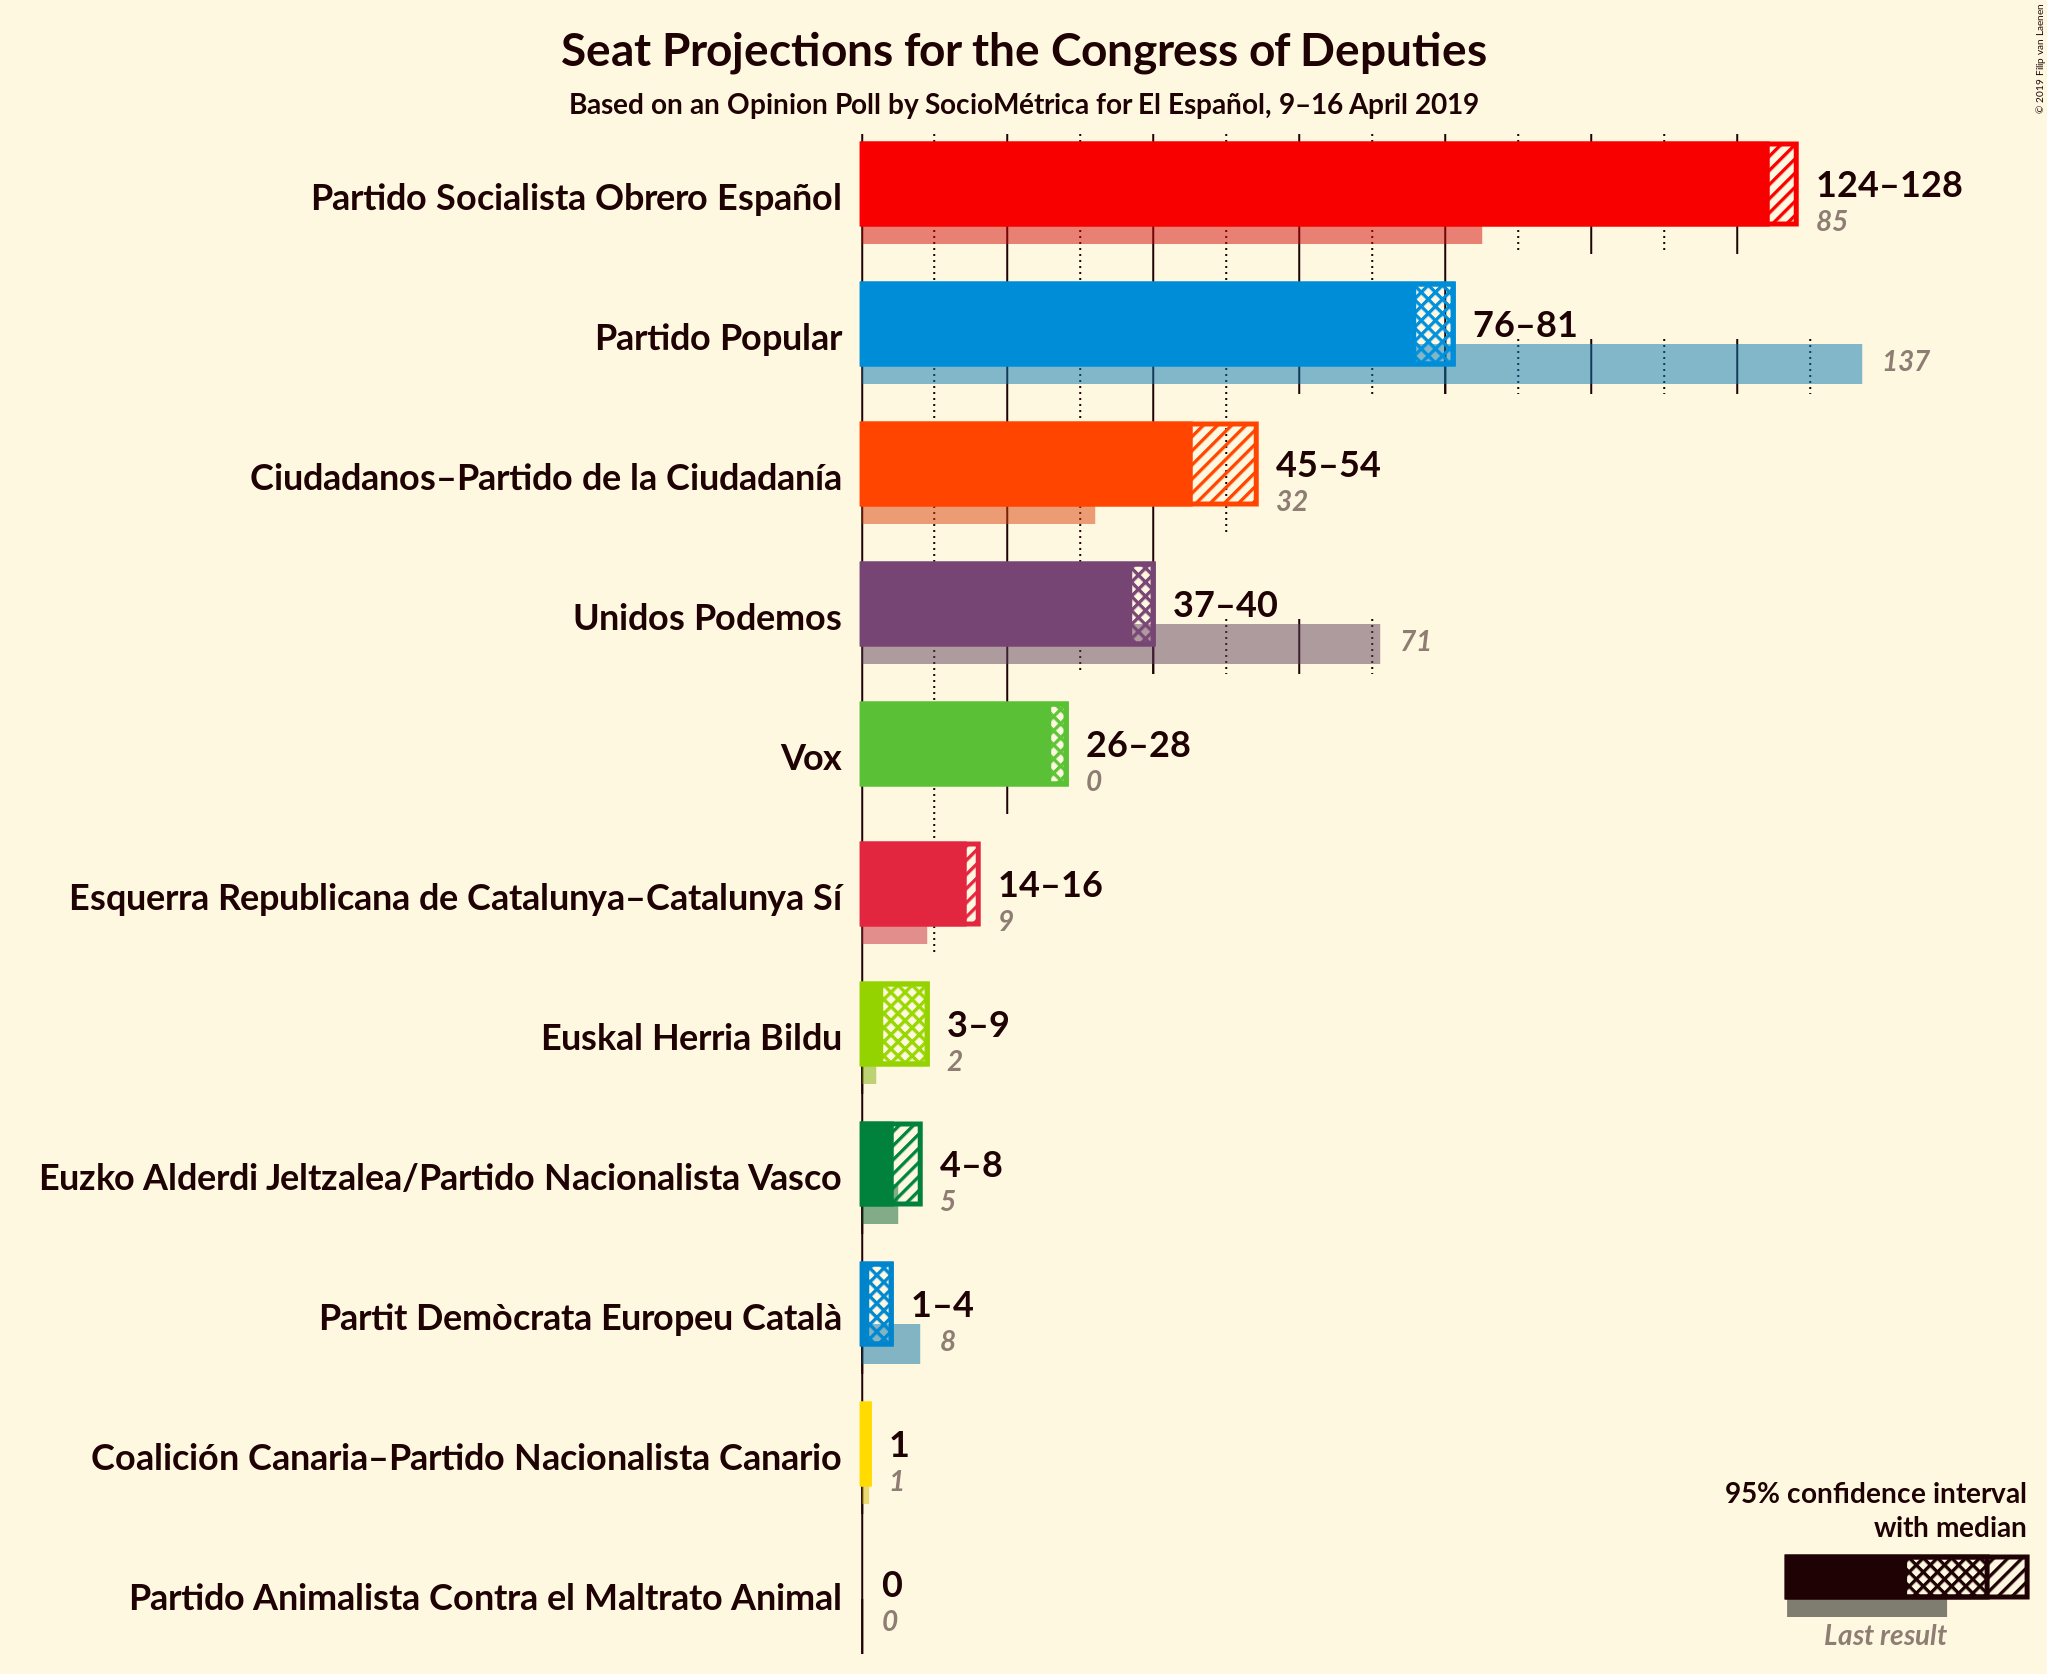 Seat Projections for the Congress of Deputies
Based on an Opinion Poll by SocioMétrica for El Español, 9–16 April 2019
© 2019 Filip van Laenen
Partido Socialista Obrero Español
124–128
85
Partido Popular
76–81
137
Ciudadanos–Partido de la Ciudadanía
45–54
32
Unidos Podemos
37–40
71
Vox
26–28
0
Esquerra Republicana de Catalunya–Catalunya Sí
14–16
9
Euskal Herria Bildu
3–9
2
Euzko Alderdi Jeltzalea/Partido Nacionalista Vasco
4–8
5
Partit Demòcrata Europeu Català
1–4
8
Coalición Canaria–Partido Nacionalista Canario
1
1
Partido Animalista Contra el Maltrato Animal
0
0
95% confidence interval
with median
Last result